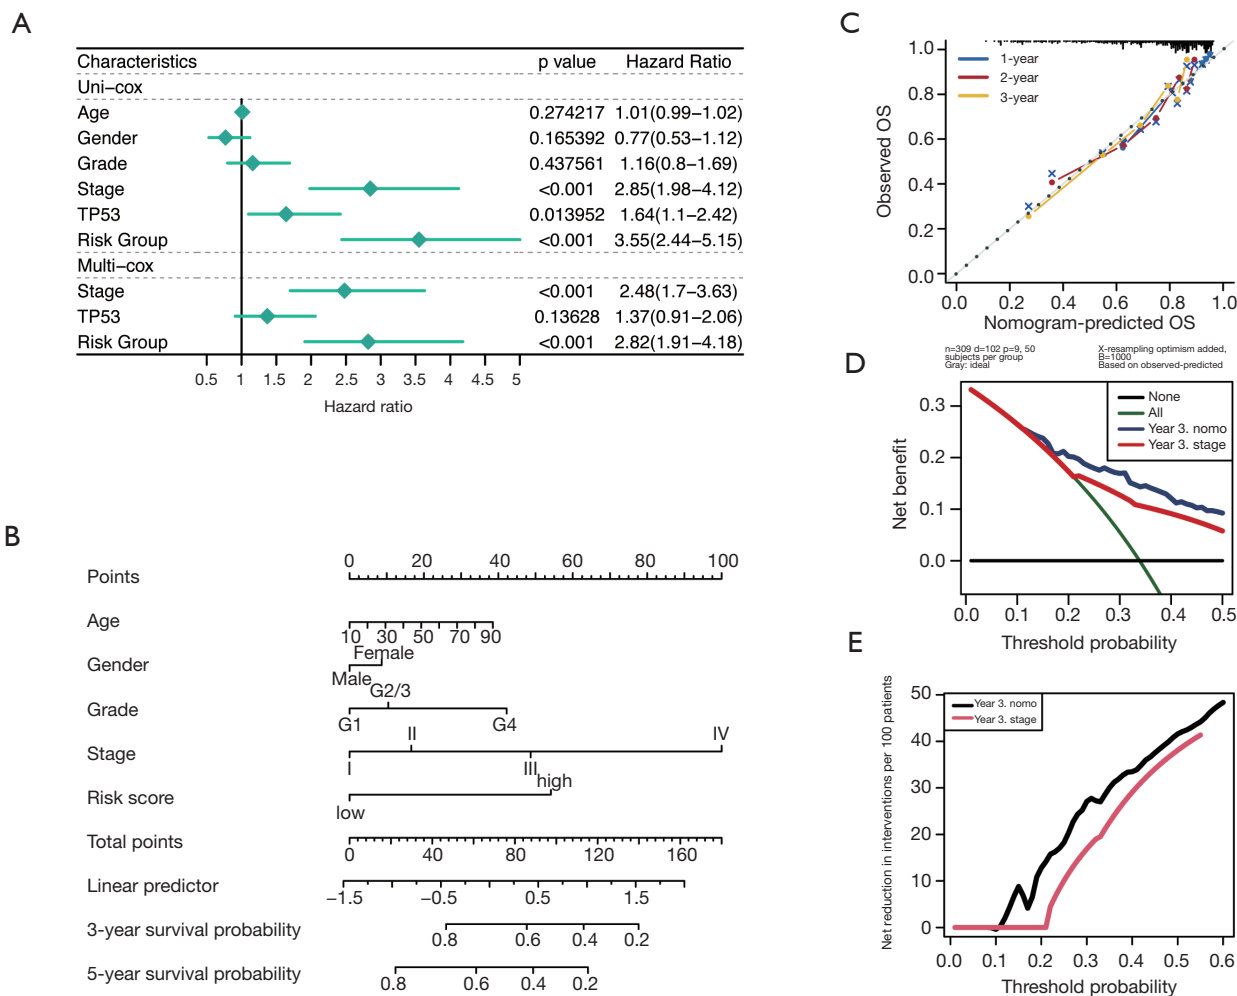 A
Characteristics p value Hazard Ratio
Uni−cox
Age 0.274217 1.01(0.99−1.02)
Gender 0.165392 0.77(0.53−1.12)
Grade 0.437561 1.16(0.8−1.69)
Stage <0.001 2.85(1.98−4.12)
TP53 0.013952 1.64(1.1−2.42)
Risk Group <0.001 3.55(2.44−5.15)
Multi−cox
Stage <0.001 2.48(1.7−3.63)
TP53 0.13628 1.37(0.91−2.06)
Risk Group <0.001 2.82(1.91−4.18)
0.5 1 1.5 2 2.5 3 3.5 4 4.5 5
Hazard ratio
B
Points 0 20 40 60 80 100
Age 10 30 50 70 90
Gender Female
Male
Grade G2/3
G1 G4
Stage II IV
I III
Risk score high
low
Total points 0 40 80 120 160
Linear predictor −1.5 −0.5 0.5 1.5
3-year survival probability 0.8 0.6 0.4 0.2
5-year survival probability 0.8 0.6 0.4 0.2
C
Observed OS
1.0
0.8
0.6
0.4
0.2
0.0
1-year
2-year
3-year
0.0 0.2 0.4 0.6 0.8 1.0
Nomogram-predicted OS
n=309 d=102 p=9, 50
subjects per group
Gray: ideal
X-resampling optimism added,
B=1000
Based on observed-predicted
D
Net benefit
0.3
0.2
0.1
0.0
None
All
Year 3. nomo
Year 3. stage
0.0 0.1 0.2 0.3 0.4 0.5
Threshold probability
E
Net reduction in interventions per 100 patients
50
40
30
20
10
0
Year 3. nomo
Year 3. stage
0.0 0.1 0.2 0.3 0.4 0.5 0.6
Threshold probability